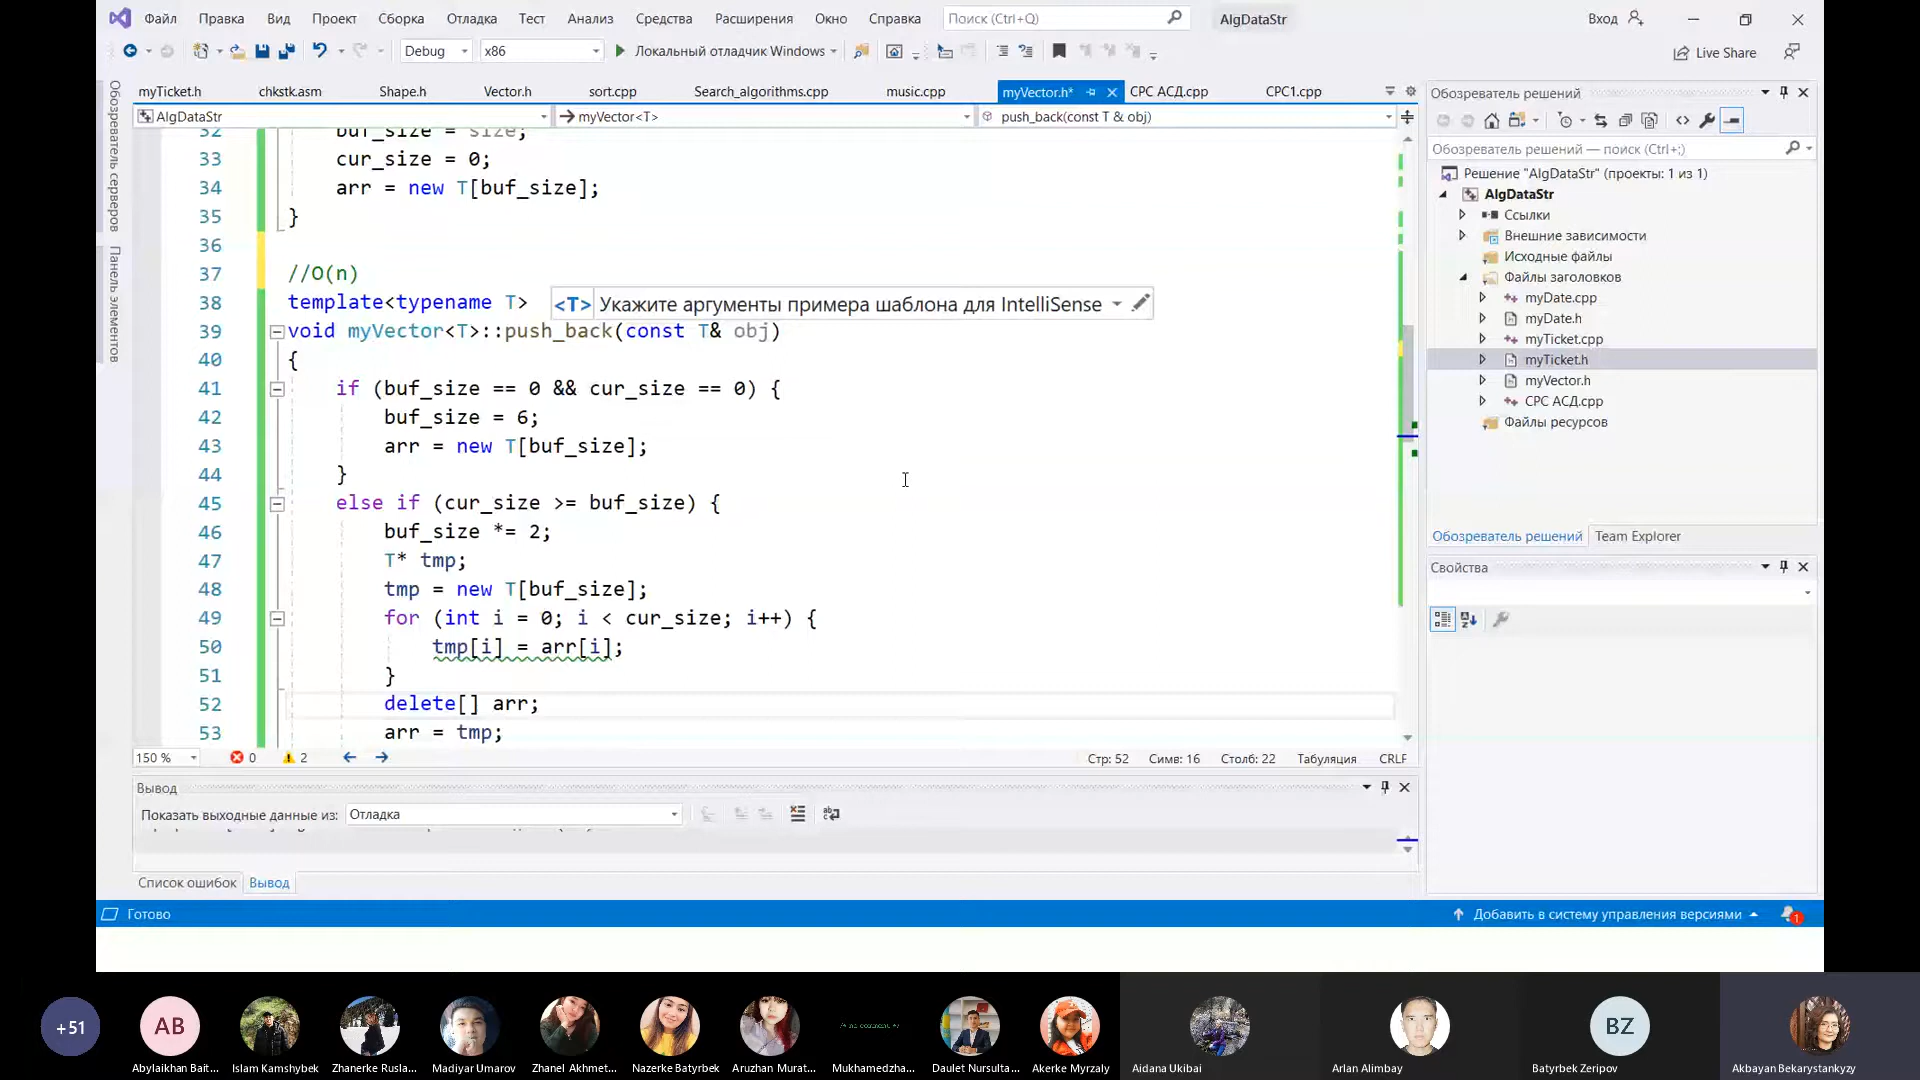 Файл Правка Вид Проект Сборка Отладка Тест Анализ Средства Расширения Окно Справка Поиск (Ctrl+Q) AlgDataStr Вход
Debug x86 Локальный отладчик Windows Live Share
myTicket.h chkstk.asm Shape.h Vector.h sort.cpp Search_algorithms.cpp music.cpp myVector.h* СРС АСД.cpp СРС1.cpp
AlgDataStr myVector<T> push_back(const T & obj)
Обозреватель серверов
Панель элементов
32 buf_size = size;
33 cur_size = 0;
34 arr = new T[buf_size];
35 }
36
37 //O(n)
38 template<typename T> <T> Укажите аргументы примера шаблона для IntelliSense
39 void myVector<T>::push_back(const T& obj)
40 {
41 if (buf_size == 0 && cur_size == 0) {
42 buf_size = 6;
43 arr = new T[buf_size];
44 }
45 else if (cur_size >= buf_size) {
46 buf_size *= 2;
47 T* tmp;
48 tmp = new T[buf_size];
49 for (int i = 0; i < cur_size; i++) {
50 tmp[i] = arr[i];
51 }
52 delete[] arr;
53 arr = tmp;
150 % 0 2 Стр: 52 Симв: 16 Столб: 22 Табуляция CRLF
Вывод
Показать выходные данные из: Отладка
Список ошибок Вывод
Обозреватель решений
Обозреватель решений — поиск (Ctrl+;)
Решение "AlgDataStr" (проекты: 1 из 1)
AlgDataStr
Ссылки
Внешние зависимости
Исходные файлы
Файлы заголовков
myDate.cpp
myDate.h
myTicket.cpp
myTicket.h
myVector.h
СРС АСД.cpp
Файлы ресурсов
Обозреватель решений Team Explorer
Свойства
Готово Добавить в систему управления версиями 1
+51 AB BZ
Abylaikhan Bait... Islam Kamshybek Zhanerke Rusla... Madiyar Umarov Zhanel Akhmet... Nazerke Batyrbek Aruzhan Murat... Mukhamedzha... Daulet Nursulta... Akerke Myrzaly Aidana Ukibai Arlan Alimbay Batyrbek Zeripov Akbayan Bekarystankyzy